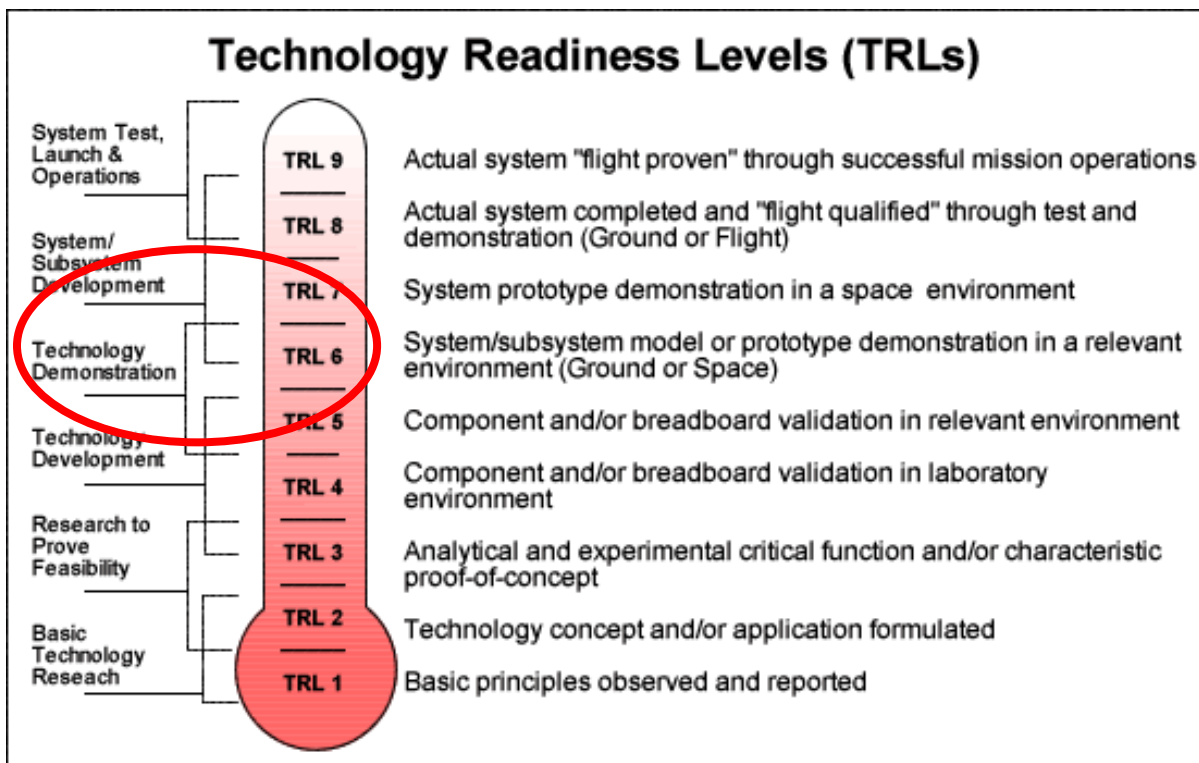 Technology Readiness Levels (TRLs)
System Test,
Launch &
Operations
System/
Subsystem
Development
Technology
Demonstration
Technology
Development
Research to
Prove
Feasibility
Basic
Technology
Reseach
TRL 9
TRL 8
TRL 7
TRL 6
TRL 5
TRL 4
TRL 3
TRL 2
TRL 1
Actual system "flight proven" through successful mission operations
Actual system completed and "flight qualified" through test and
demonstration (Ground or Flight)
System prototype demonstration in a space environment
System/subsystem model or prototype demonstration in a relevant
environment (Ground or Space)
Component and/or breadboard validation in relevant environment
Component and/or breadboard validation in laboratory
environment
Analytical and experimental critical function and/or characteristic
proof-of-concept
Technology concept and/or application formulated
Basic principles observed and reported